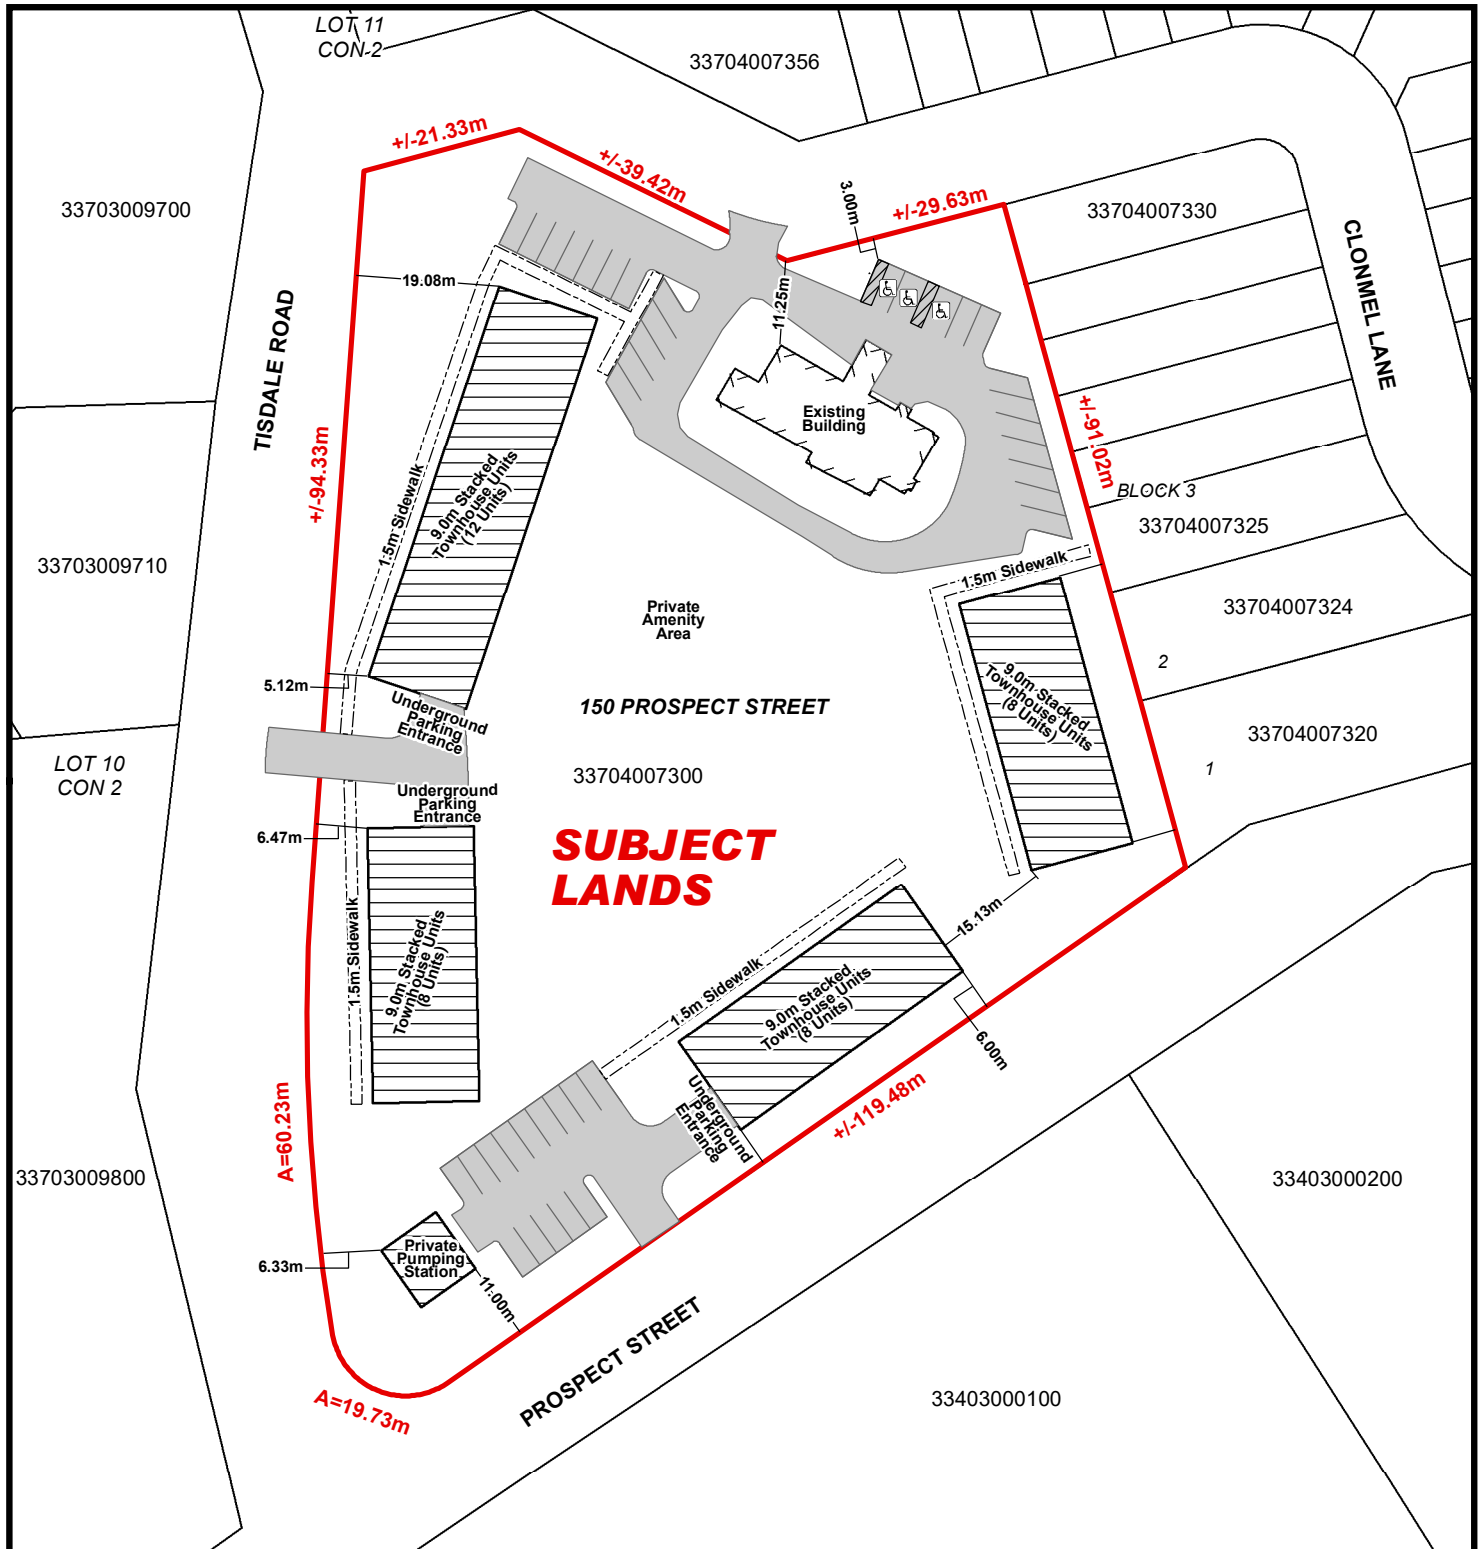 LOT 11
CON 2
33704007356
+/-21.33m
+/-39.42m
3.00m
+/-29.63m
33703009700
33704007330
CLONMEL LANE
TISDALE ROAD
19.08m
11.25m
Existing
Building
+/-94.33m
+/-91.02m
1.5m Sidewalk
9.0m Stacked
Townhouse Units
(12 Units)
BLOCK 3
33704007325
33703009710
1.5m Sidewalk
33704007324
Private
Amenity
Area
2
9.0m Stacked
Townhouse Units
(8 Units)
5.12m
Underground
Parking
Entrance
150 PROSPECT STREET
33704007320
1
LOT 10
CON 2
33704007300
Underground
Parking
Entrance
6.47m
SUBJECT
LANDS
15.13m
1.5m Sidewalk
9.0m Stacked
Townhouse Units
(8 Units)
1.5m Sidewalk
9.0m Stacked
Townhouse Units
(8 Units)
6.00m
A=60.23m
Underground
Parking
Entrance
+/-119.48m
33703009800
33403000200
Private
Pumping
Station
6.33m
11.00m
A=19.73m
PROSPECT STREET
33403000100